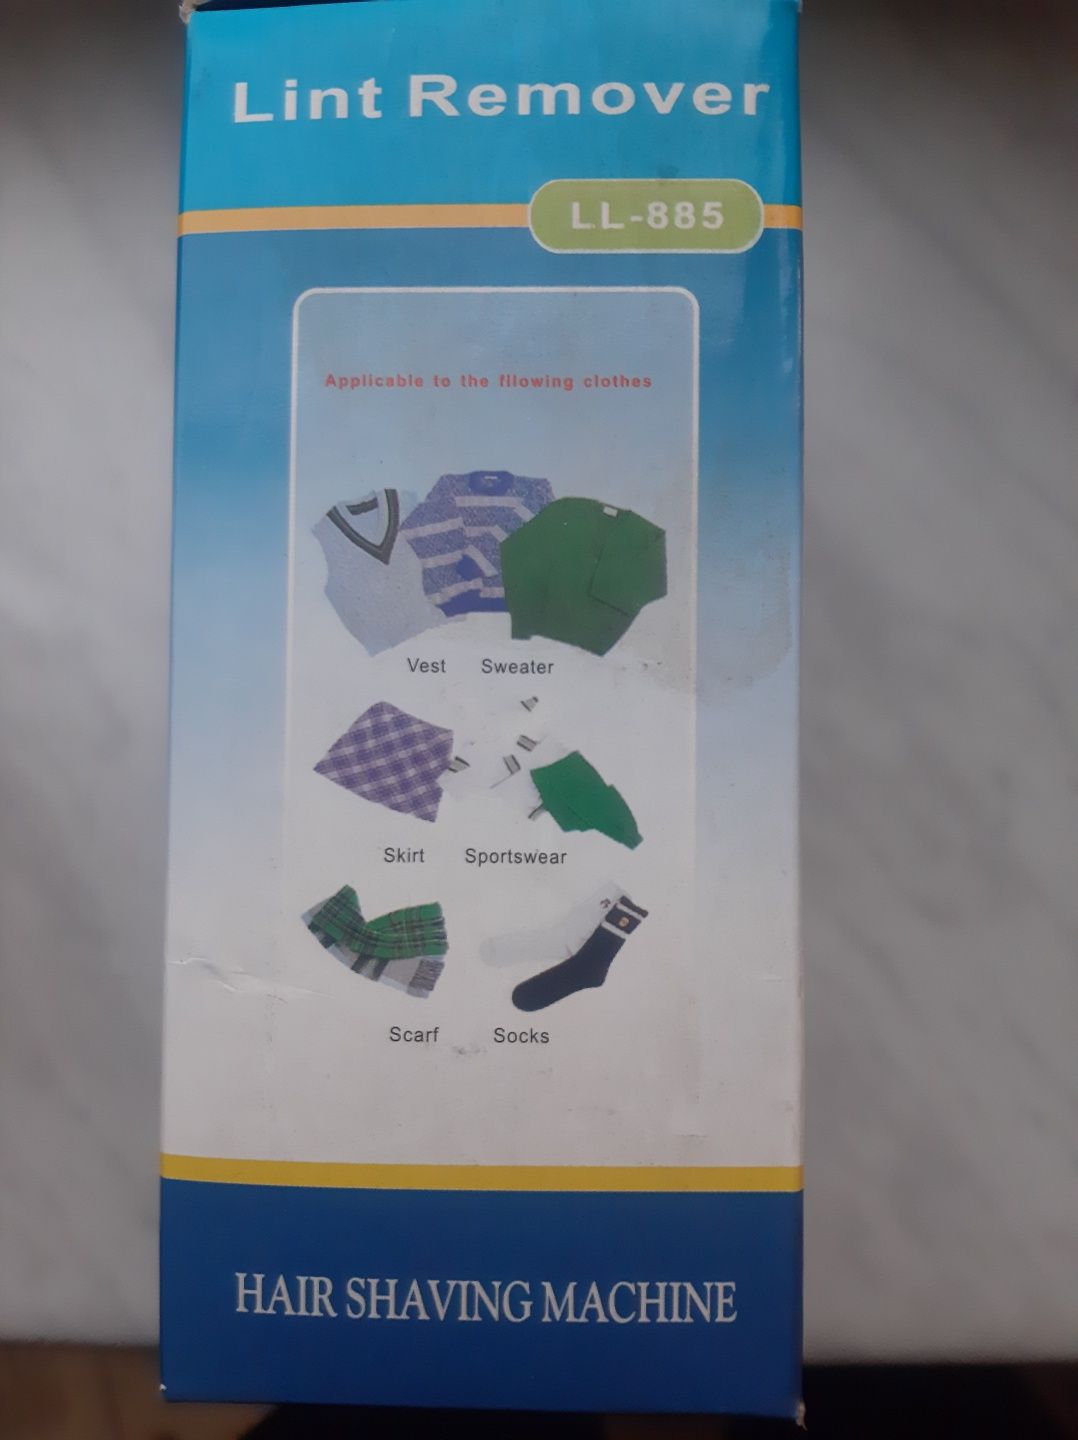 Lint Remover
LL-885
Applicable to the fllowing clothes
Vest Sweater
Skirt Sportswear
Scarf Socks
HAIR SHAVING MACHINE